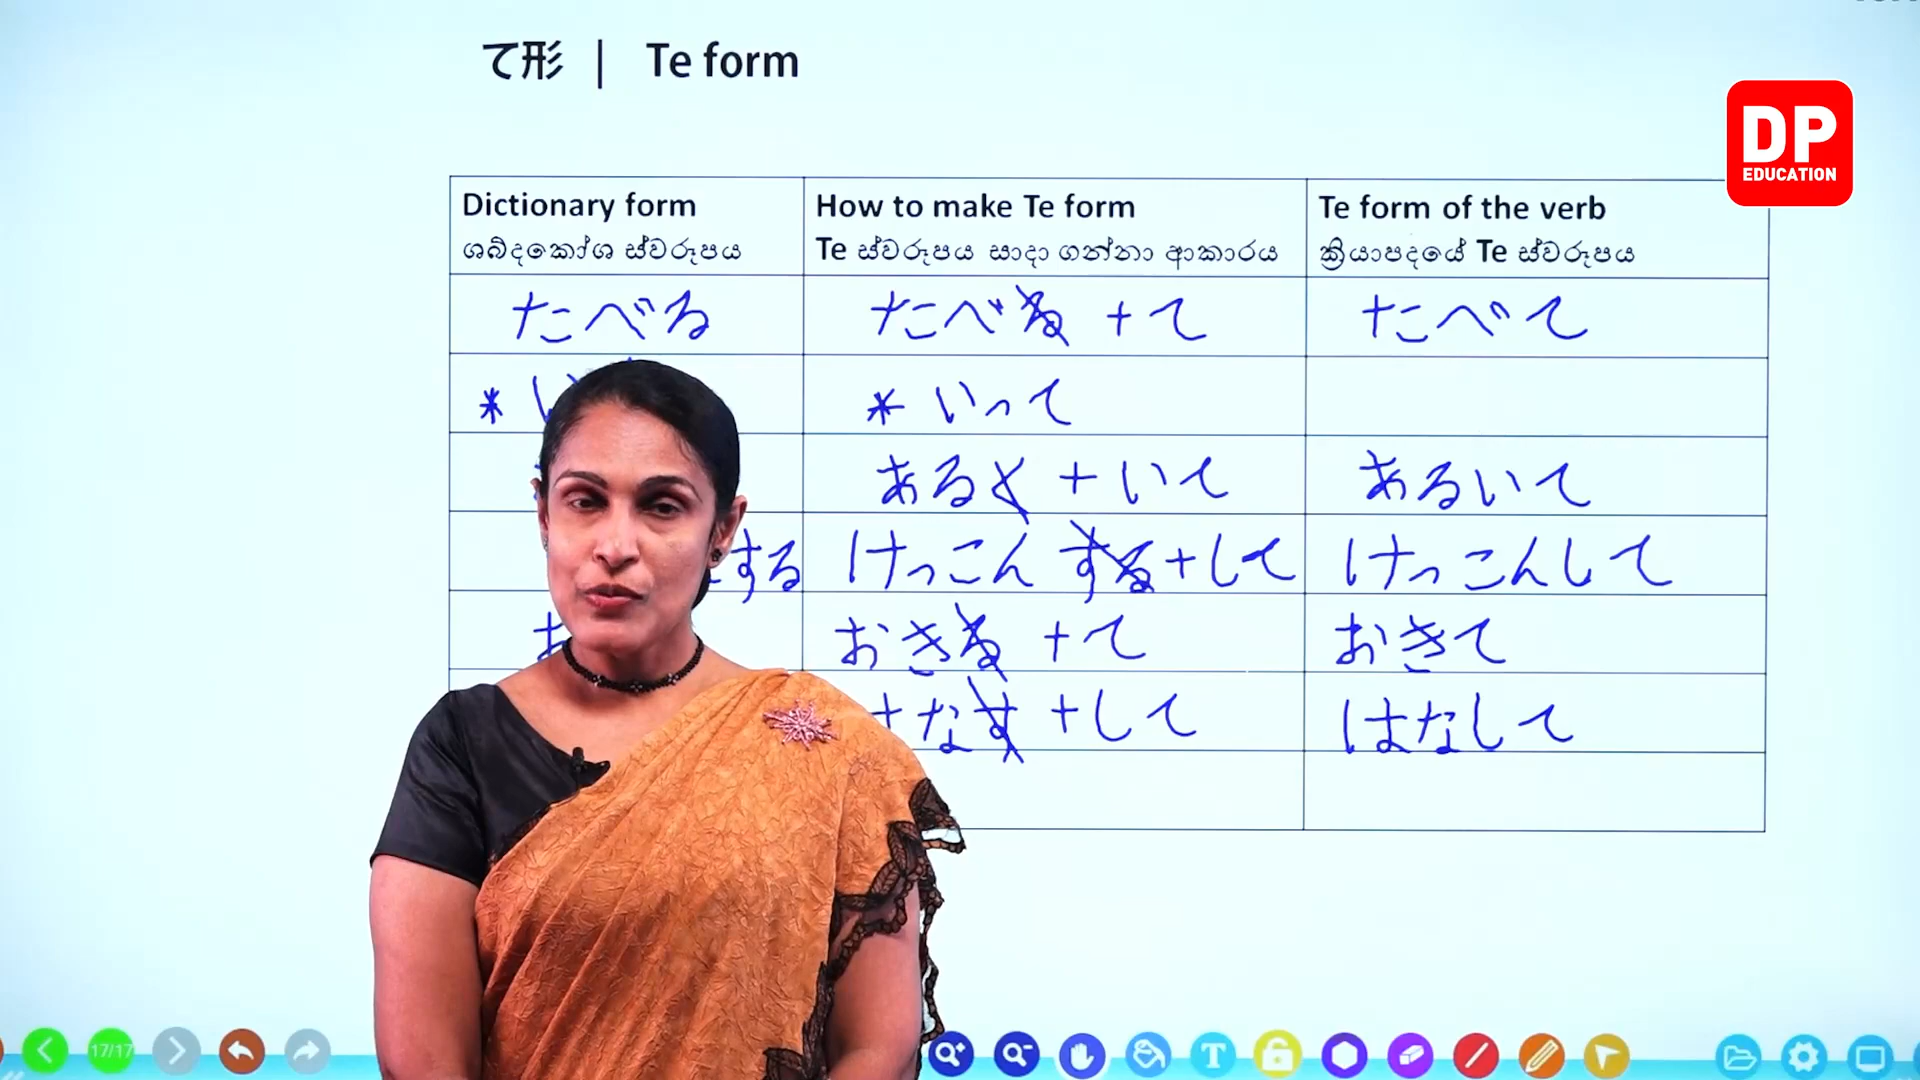 て形 | Te form
DP
EDUCATION
Dictionary form
ශබ්දකෝශ ස්වරූපය
How to make Te form
Te ස්වරූපය සාදා ගන්නා ආකාරය
Te form of the verb
ක්‍රියාපදයේ Te ස්වරූපය
たべる
たべる + て
たべて
* い
* いって
あるく + いて
あるいて
する
けっこん する + して
けっこんして
お
おきる + て
おきて
なす + して
はなして
17/17
T